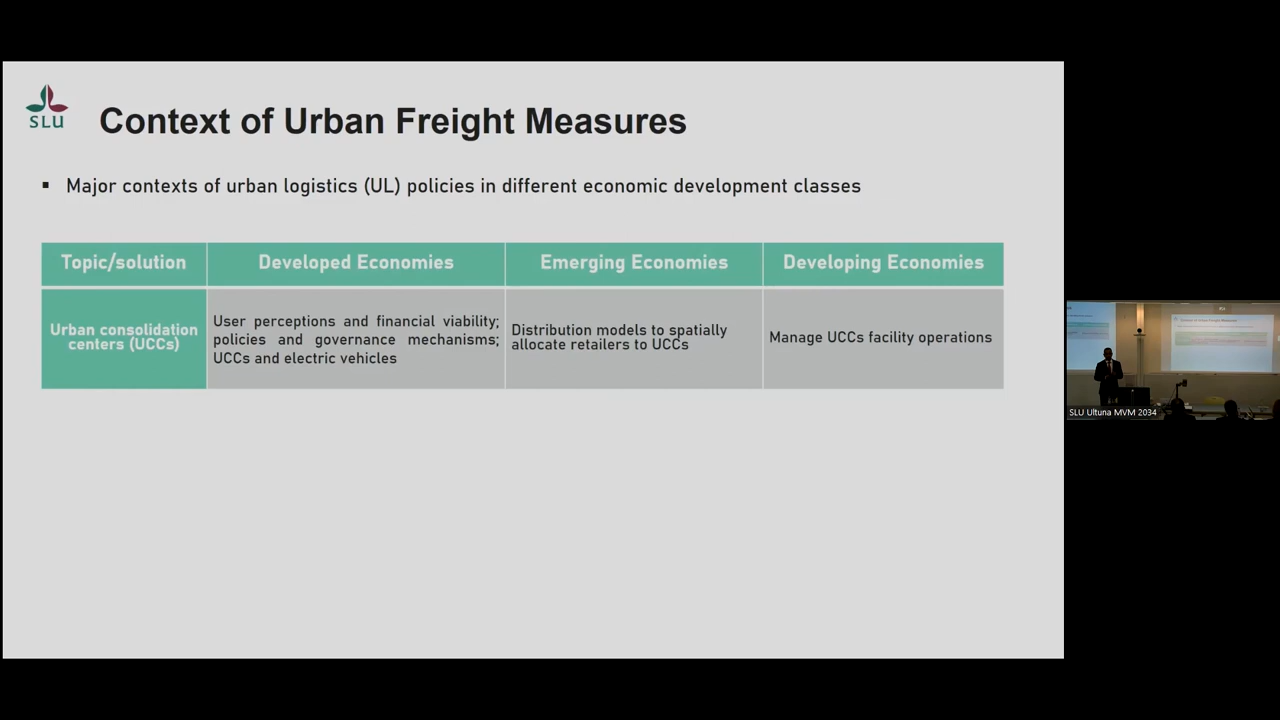 SLU
Context of Urban Freight Measures
▪ Major contexts of urban logistics (UL) policies in different economic development classes
Topic/solution
Developed Economies
Emerging Economies
Developing Economies
Urban consolidation
centers (UCCs)
User perceptions and financial viability;
policies and governance mechanisms;
UCCs and electric vehicles
Distribution models to spatially
allocate retailers to UCCs
Manage UCCs facility operations
SLU Ultuna MVM 2034